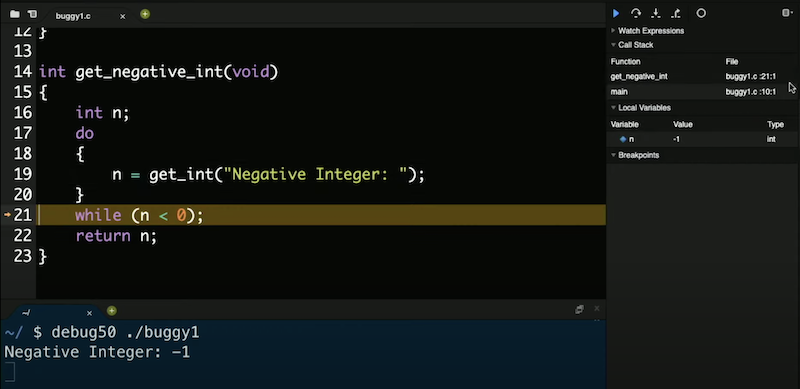 buggy1.c
12 }
13
14 int get_negative_int(void)
15 {
16     int n;
17     do
18     {
19         n = get_int("Negative Integer: ");
20     }
21     while (n < 0);
22     return n;
23 }
~/
~/ $ debug50 ./buggy1
Negative Integer: -1
Watch Expressions
Call Stack
Function File
get_negative_int buggy1.c :21:1
main buggy1.c :10:1
Local Variables
Variable Value Type
n -1 int
Breakpoints